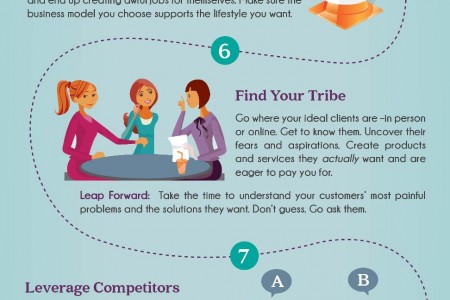 and end up creating awful jobs for themselves. Make sure the
business model you choose supports the lifestyle you want.
6
Find Your Tribe
Go where your ideal clients are –in person
or online. Get to know them. Uncover their
fears and aspirations. Create products
and services they actually want and are
eager to pay you for.
Leap Forward: Take the time to understand your customers' most painful
problems and the solutions they want. Don't guess. Go ask them.
7
A
B
Leverage Competitors